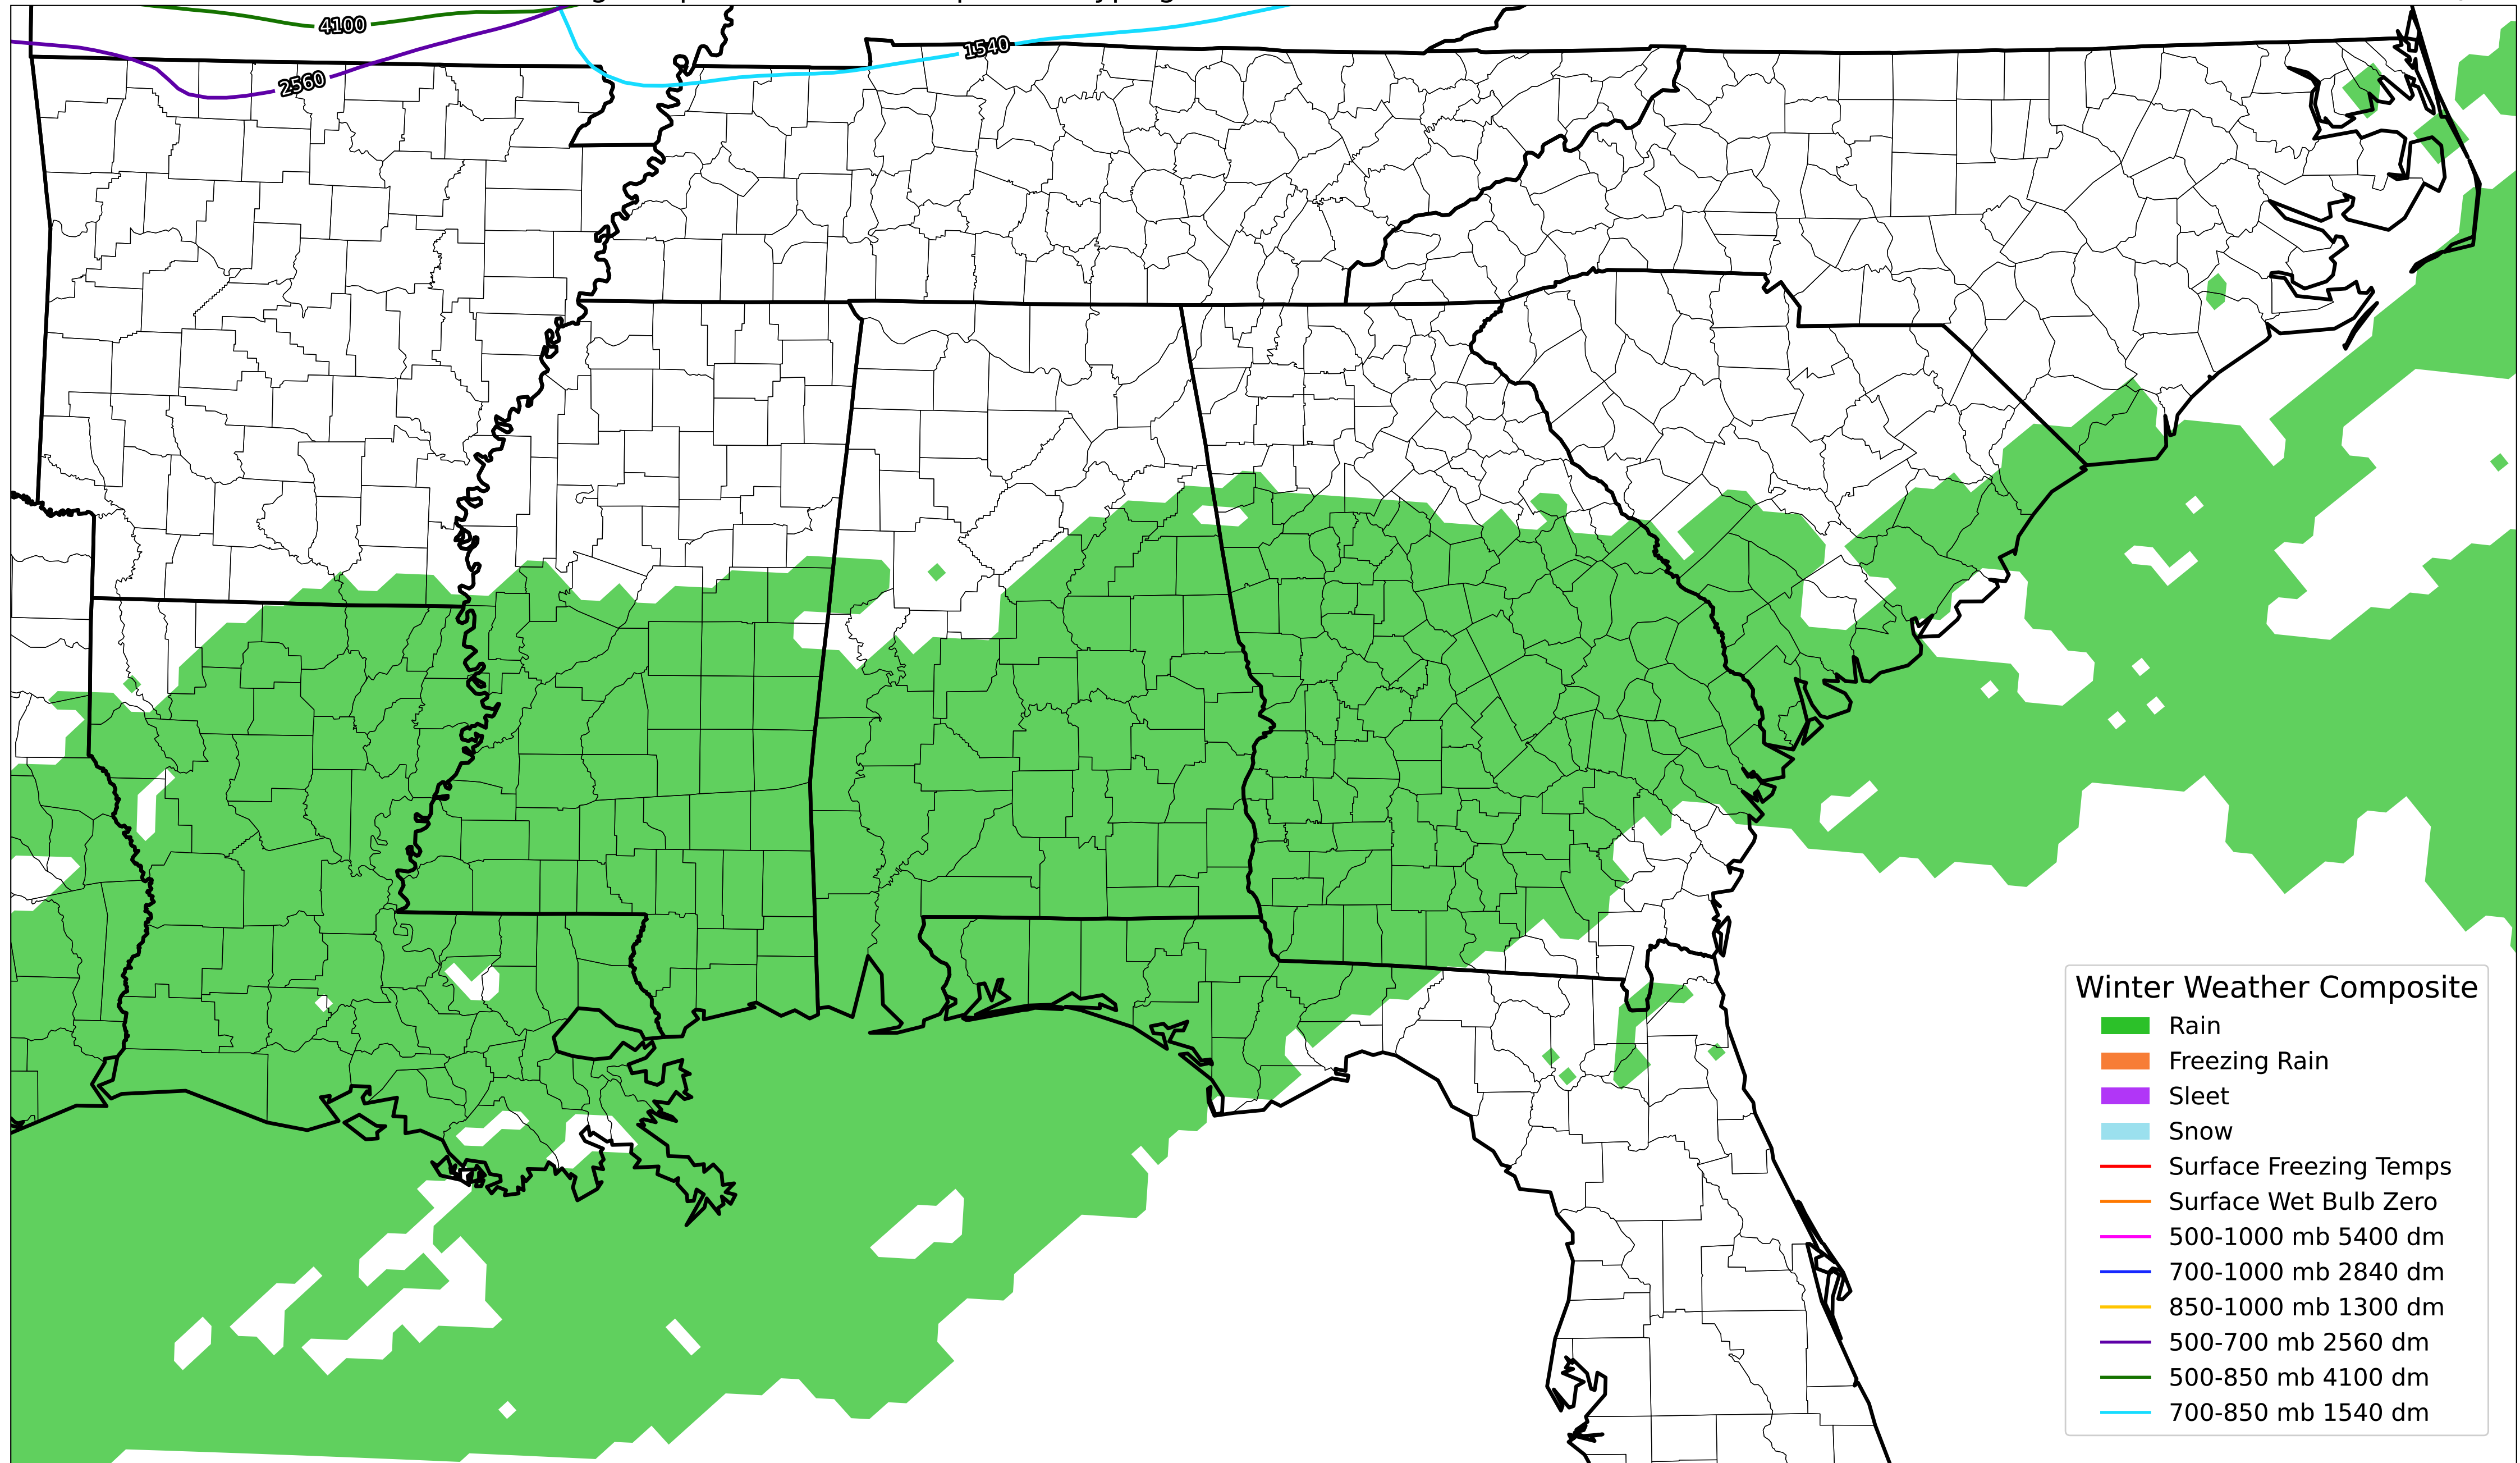 4100
1540
2560
Winter Weather Composite
Rain
Freezing Rain
Sleet
Snow
Surface Freezing Temps
Surface Wet Bulb Zero
500-1000 mb 5400 dm
700-1000 mb 2840 dm
850-1000 mb 1300 dm
500-700 mb 2560 dm
500-850 mb 4100 dm
700-850 mb 1540 dm